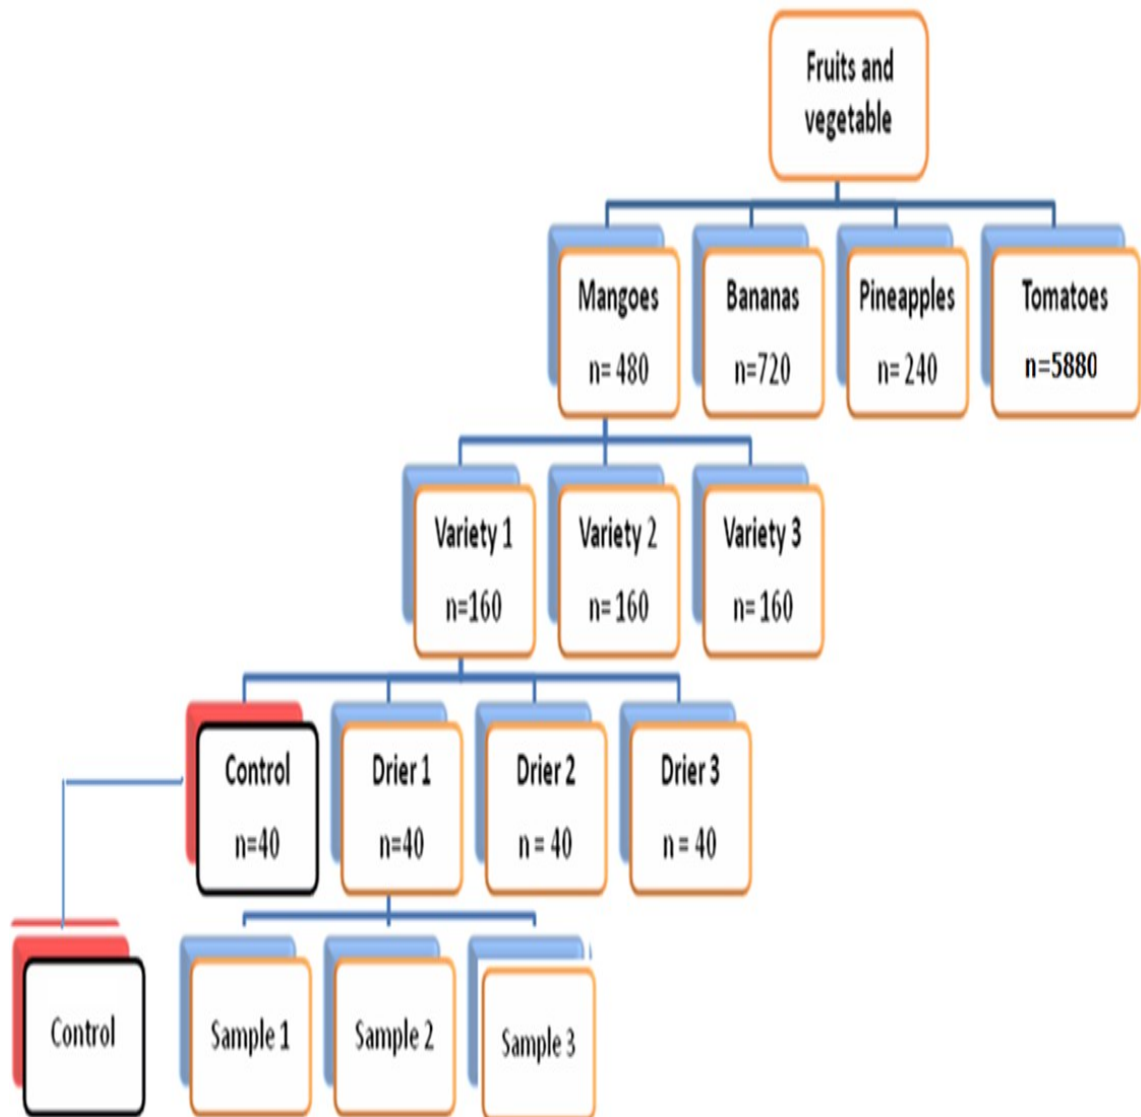 Fruits and
vegetable
Mangoes
n= 480
Bananas
n=720
Pineapples
n= 240
Tomatoes
n=5880
Variety 1
n=160
Variety 2
n= 160
Variety 3
n= 160
Control
n=40
Drier 1
n=40
Drier 2
n = 40
Drier 3
n = 40
Control
Sample 1
Sample 2
Sample 3